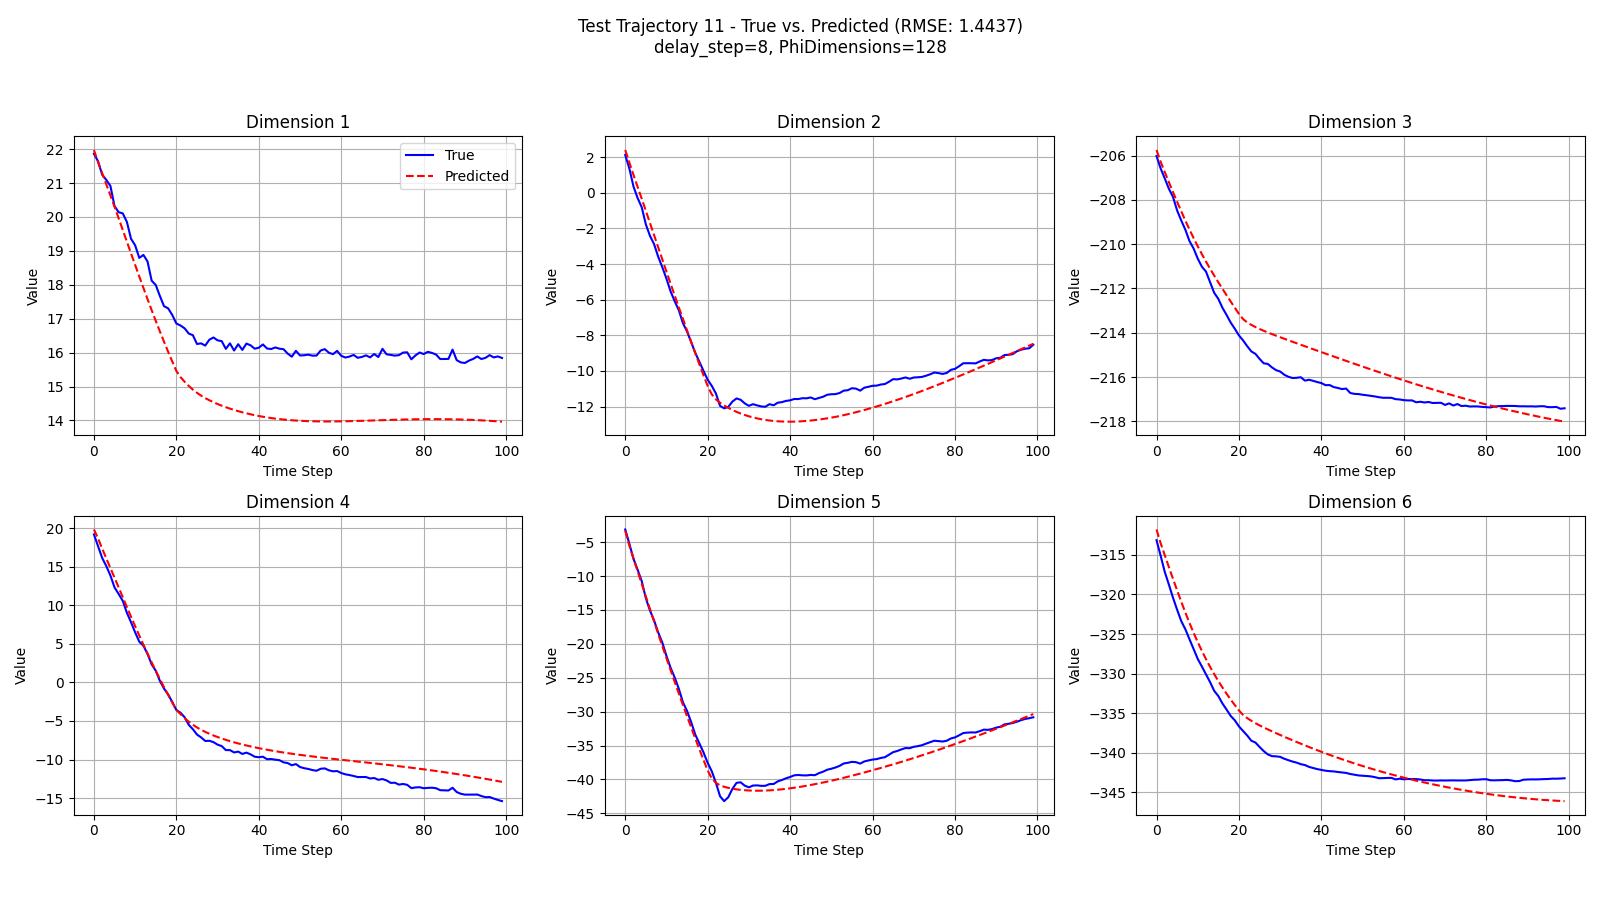 Test Trajectory 11 - True vs. Predicted (RMSE: 1.4437)
delay_step=8, PhiDimensions=128
Dimension 1
22
21
20
19
18
17
16
15
14
Value
0 20 40 60 80 100
Time Step
True
Predicted
Dimension 2
2
0
−2
−4
−6
−8
−10
−12
Value
0 20 40 60 80 100
Time Step
Dimension 3
−206
−208
−210
−212
−214
−216
−218
Value
0 20 40 60 80 100
Time Step
Dimension 4
20
15
10
5
0
−5
−10
−15
Value
0 20 40 60 80 100
Time Step
Dimension 5
−5
−10
−15
−20
−25
−30
−35
−40
−45
Value
0 20 40 60 80 100
Time Step
Dimension 6
−315
−320
−325
−330
−335
−340
−345
Value
0 20 40 60 80 100
Time Step